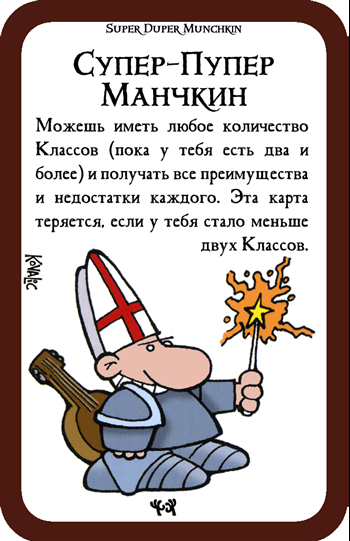 Super Duper Munchkin
Супер-Пупер
Манчкин
Можешь иметь любое количество
Классов (пока у тебя есть два и
более) и получать все преимущества
и недостатки каждого. Эта карта
теряется, если у тебя стало меньше
двух Классов.
Kovalic